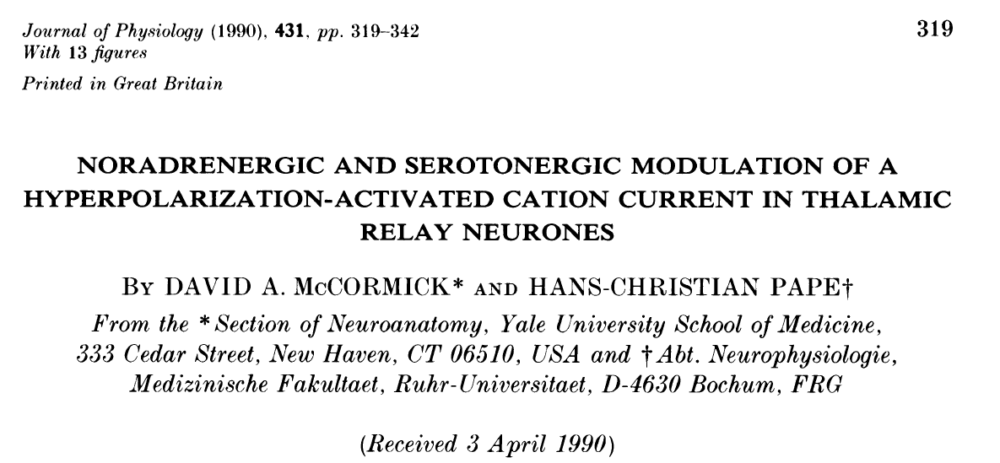 Journal of Physiology (1990), 431, pp. 319–342
319
With 13 figures
Printed in Great Britain
NORADRENERGIC AND SEROTONERGIC MODULATION OF A
HYPERPOLARIZATION-ACTIVATED CATION CURRENT IN THALAMIC
RELAY NEURONES
By DAVID A. McCORMICK* AND HANS-CHRISTIAN PAPE†
From the * Section of Neuroanatomy, Yale University School of Medicine,
333 Cedar Street, New Haven, CT 06510, USA and † Abt. Neurophysiologie,
Medizinische Fakultaet, Ruhr-Universitaet, D-4630 Bochum, FRG
(Received 3 April 1990)